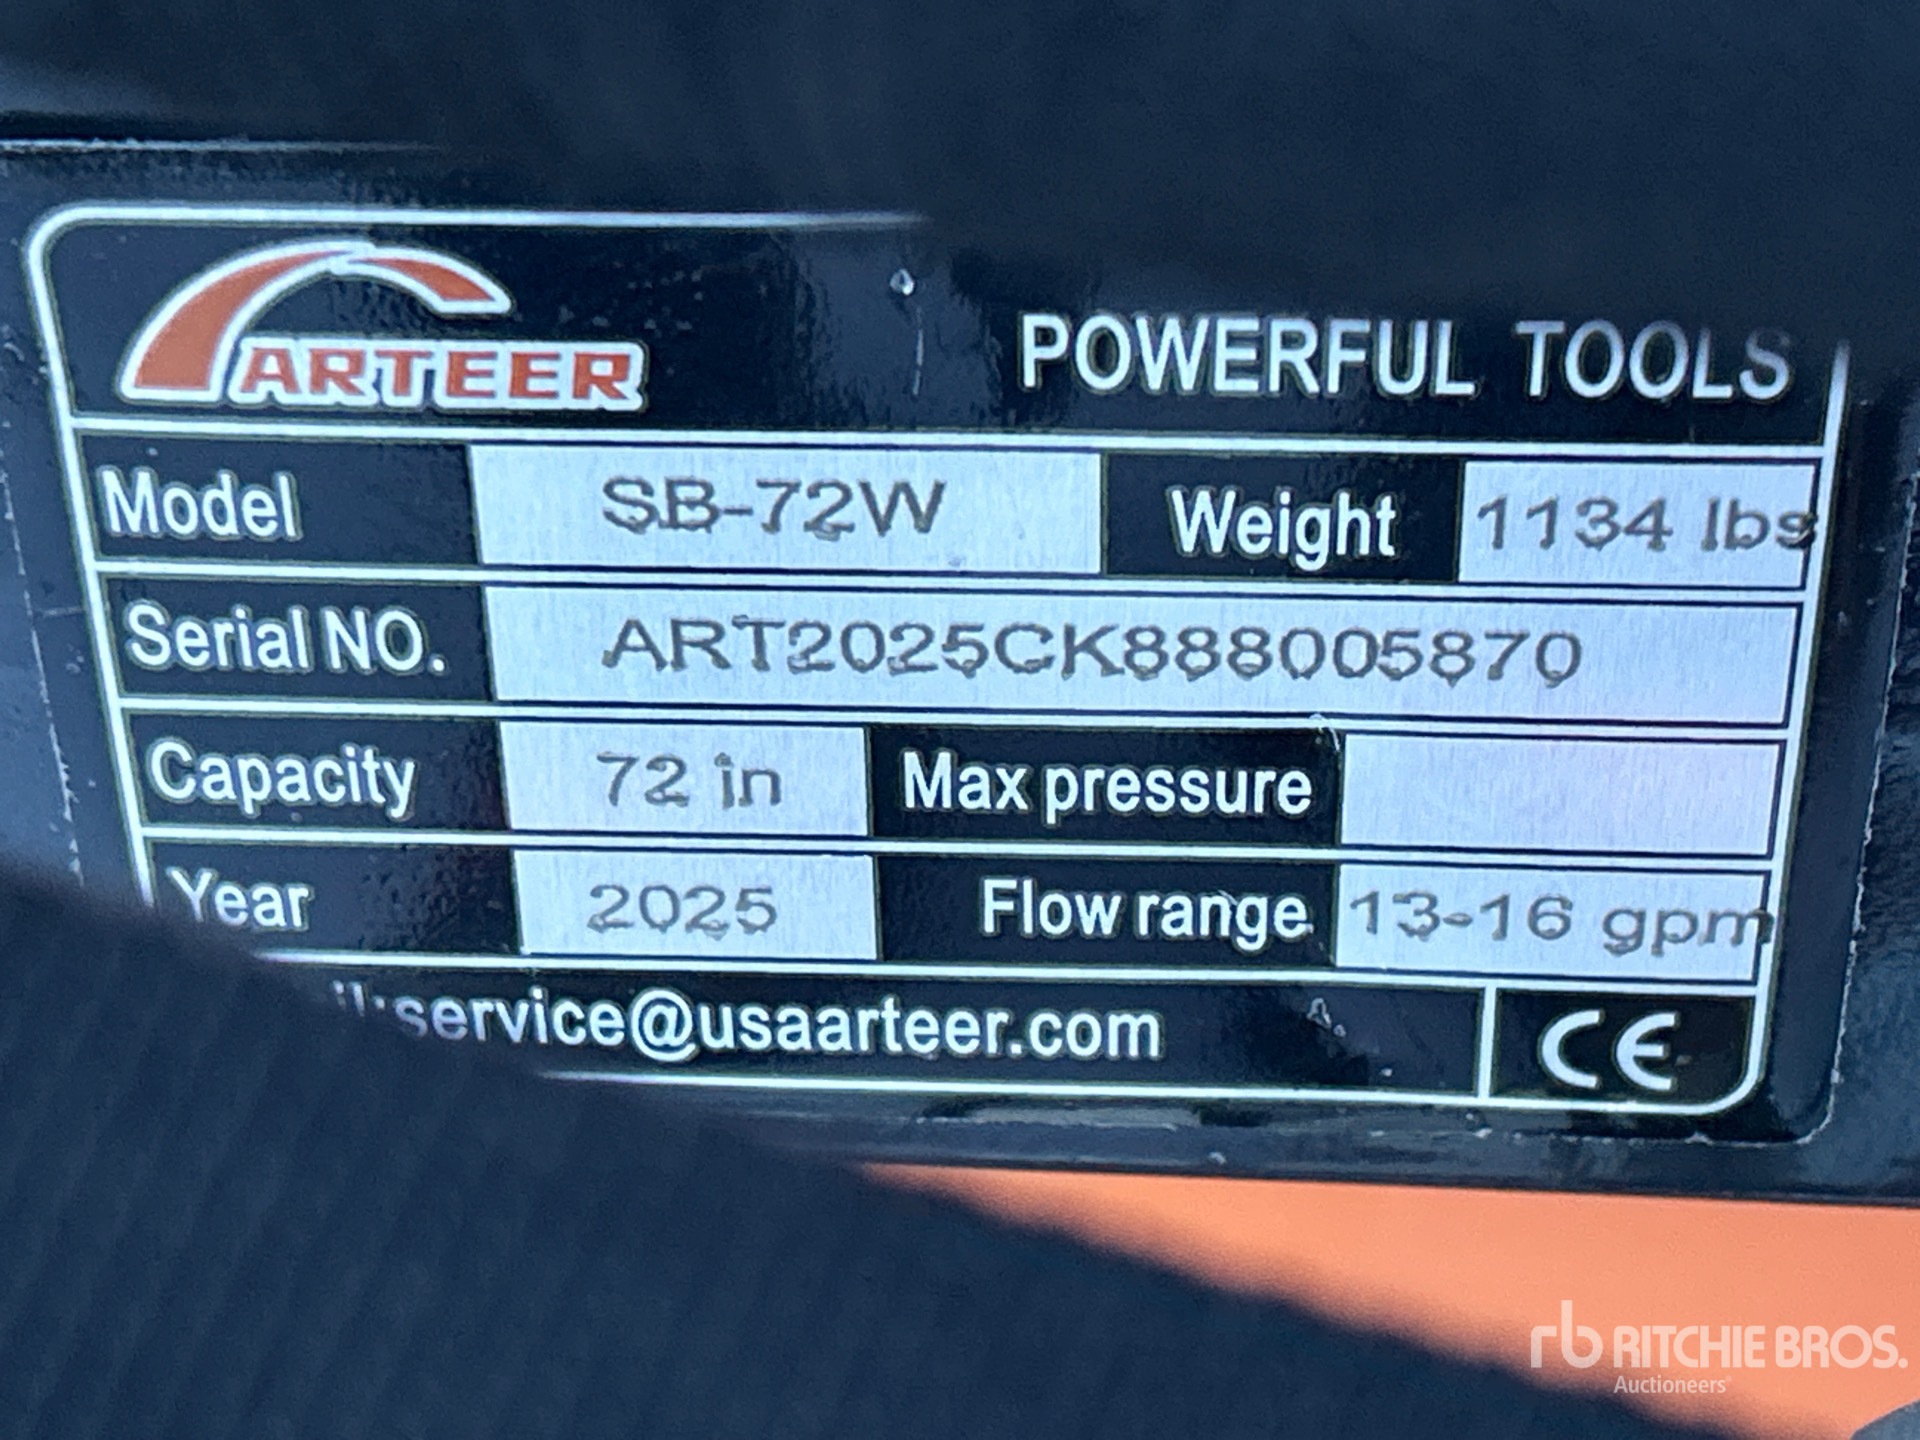 ARTEER
POWERFUL TOOLS
Model SB-72W Weight 1134 lbs
Serial NO. ART2025CK888005870
Capacity 72 in Max pressure
Year 2025 Flow range 13-16 gpm
service@usaarteer.com CE
rb RITCHIE BROS.
Auctioneers